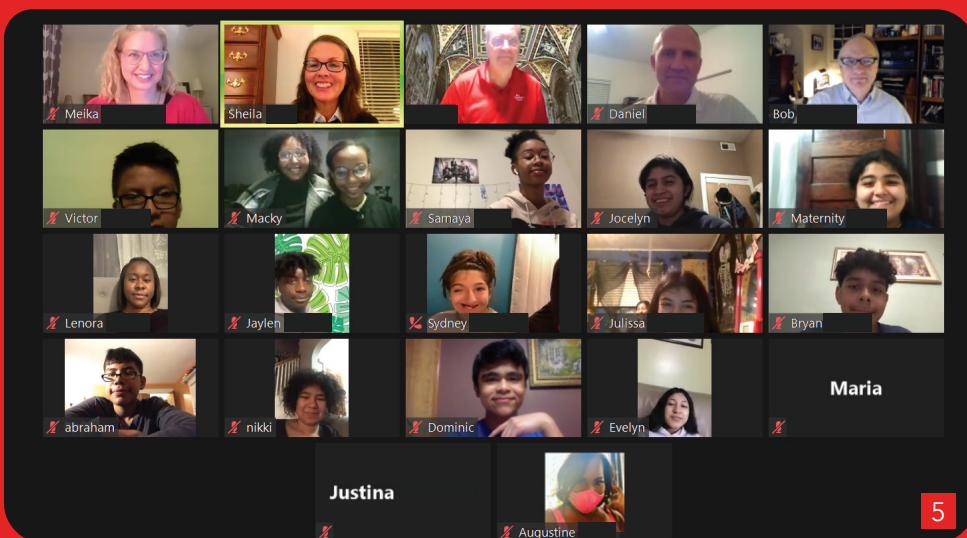 Meika
Sheila
Daniel
Bob
Victor
Macky
Samaya
Jocelyn
Maternity
Lenora
Jaylen
Sydney
Julissa
Bryan
abraham
nikki
Dominic
Evelyn
Maria
Justina
Augustine
5